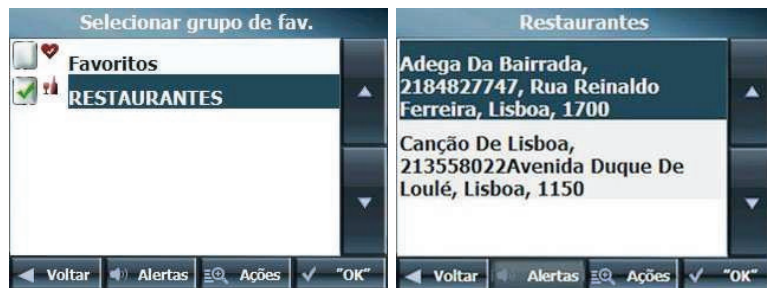 Selecionar grupo de fav.
Favoritos
RESTAURANTES
Voltar Alertas Ações "OK"
Restaurantes
Adega Da Bairrada,
2184827747, Rua Reinaldo
Ferreira, Lisboa, 1700
Canção De Lisboa,
213558022Avenida Duque De
Loulé, Lisboa, 1150
Voltar Alertas Ações "OK"